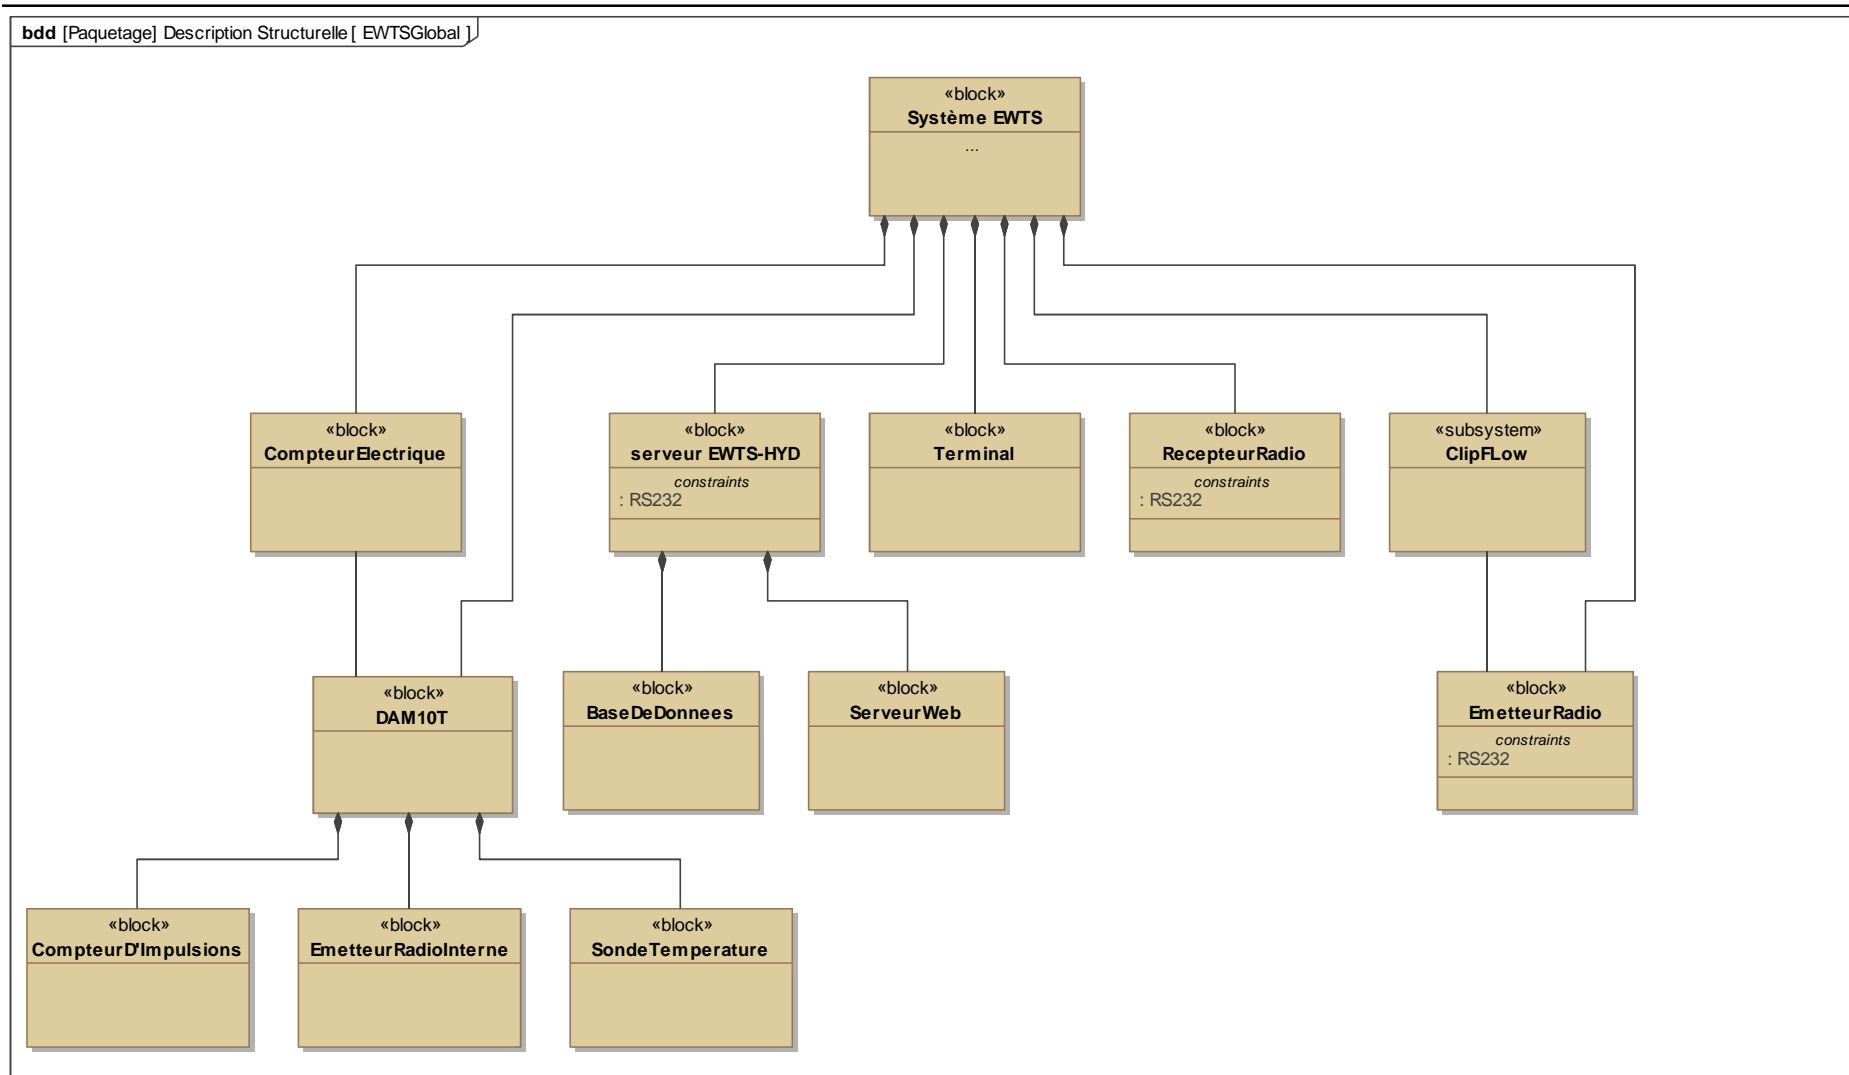 bdd [Paquetage] Description Structurelle [ EWTSGlobal ]
«block»
Système EWTS
...
«block»
CompteurElectrique
«block»
serveur EWTS-HYD
constraints
: RS232
«block»
Terminal
«block»
RecepteurRadio
constraints
: RS232
«subsystem»
ClipFLow
«block»
DAM10T
«block»
BaseDeDonnees
«block»
ServeurWeb
«block»
EmetteurRadio
constraints
: RS232
«block»
CompteurD'Impulsions
«block»
EmetteurRadioInterne
«block»
SondeTemperature